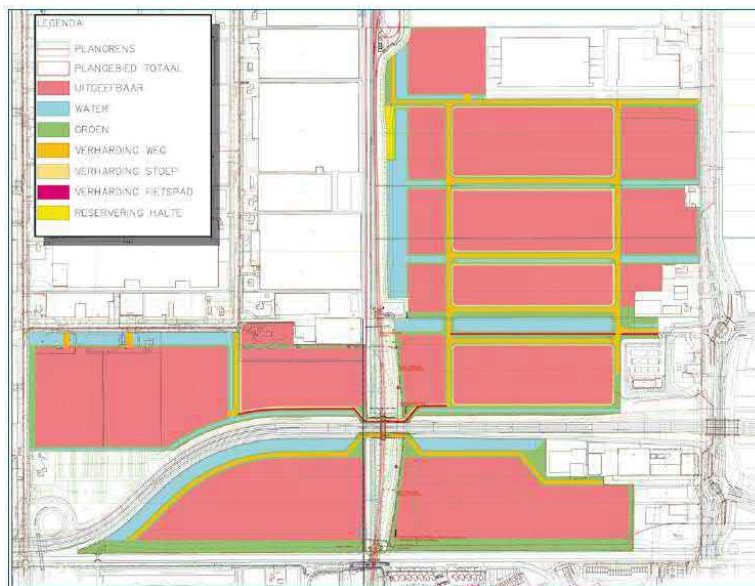 LEGENDA
PLANGRENS
PLANGEBIED TOTAAL
UITGEEFBAAR
WATER
GROEN
VERHARDING WEG
VERHARDING STOEP
VERHARDING FIETSPAD
RESERVERING HALTE